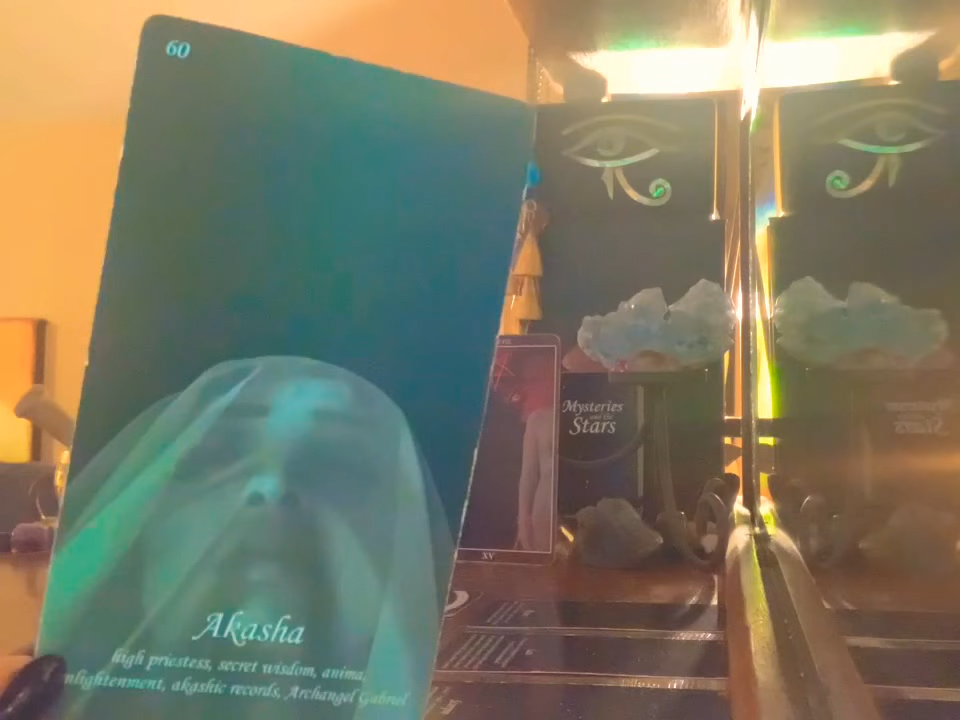 60
Akasha
high priestess, secret wisdom, anima,
enlightenment, akashic records, Archangel Gabriel
Mysteries
and the
Stars
XV